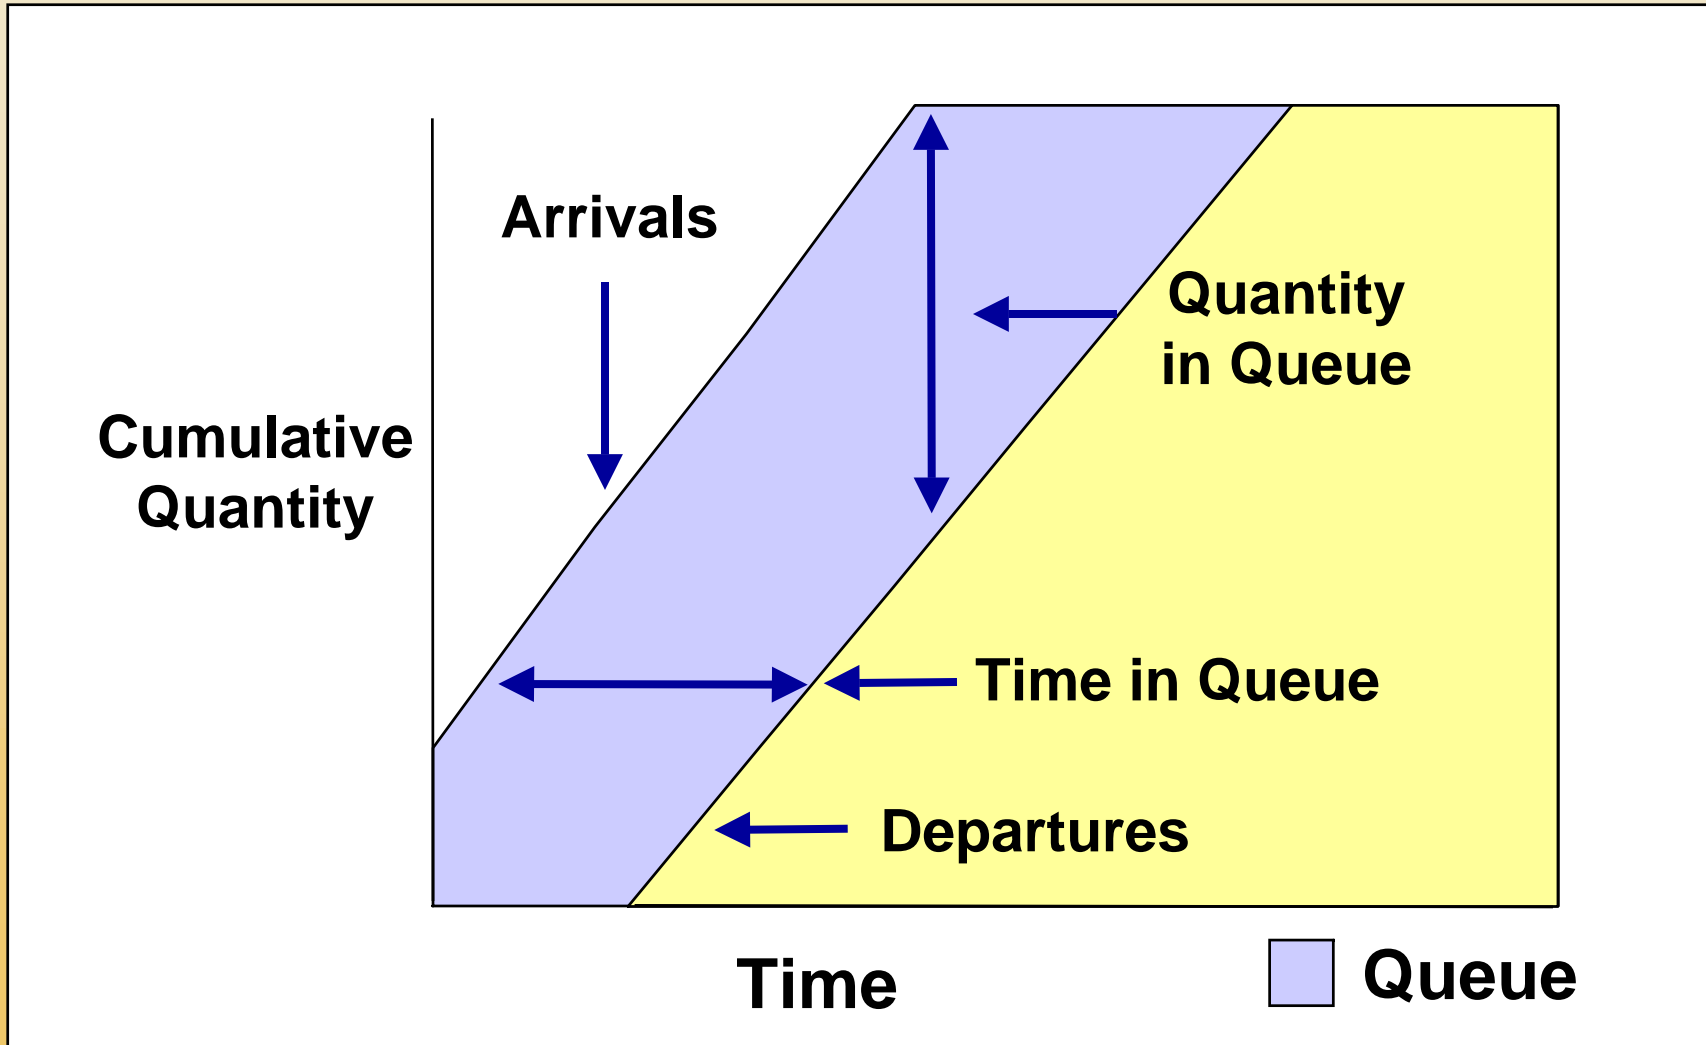 Arrivals
Quantity
in Queue
Cumulative
Quantity
Time in Queue
Departures
Time
Queue